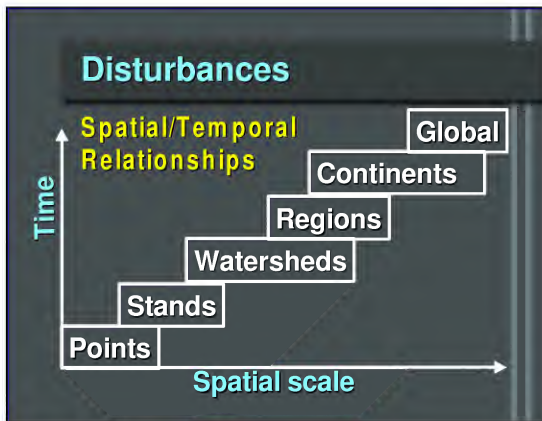 Disturbances
Spatial/Temporal
Relationships
Global
Continents
Regions
Watersheds
Stands
Points
Time
Spatial scale